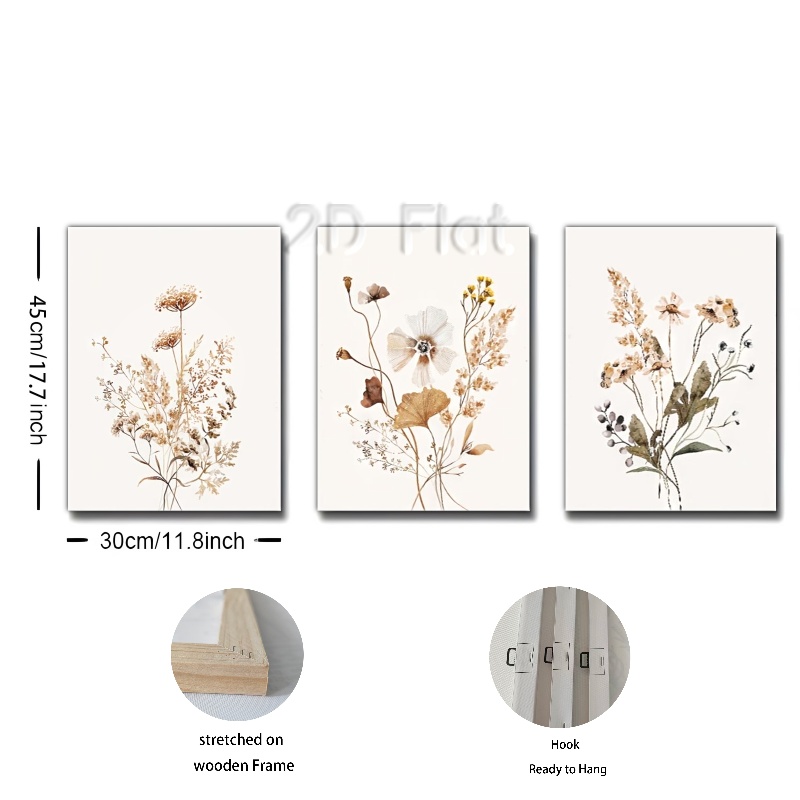 2D Flat
45cm/17.7inch
30cm/11.8inch
stretched on
wooden Frame
Hook
Ready to Hang